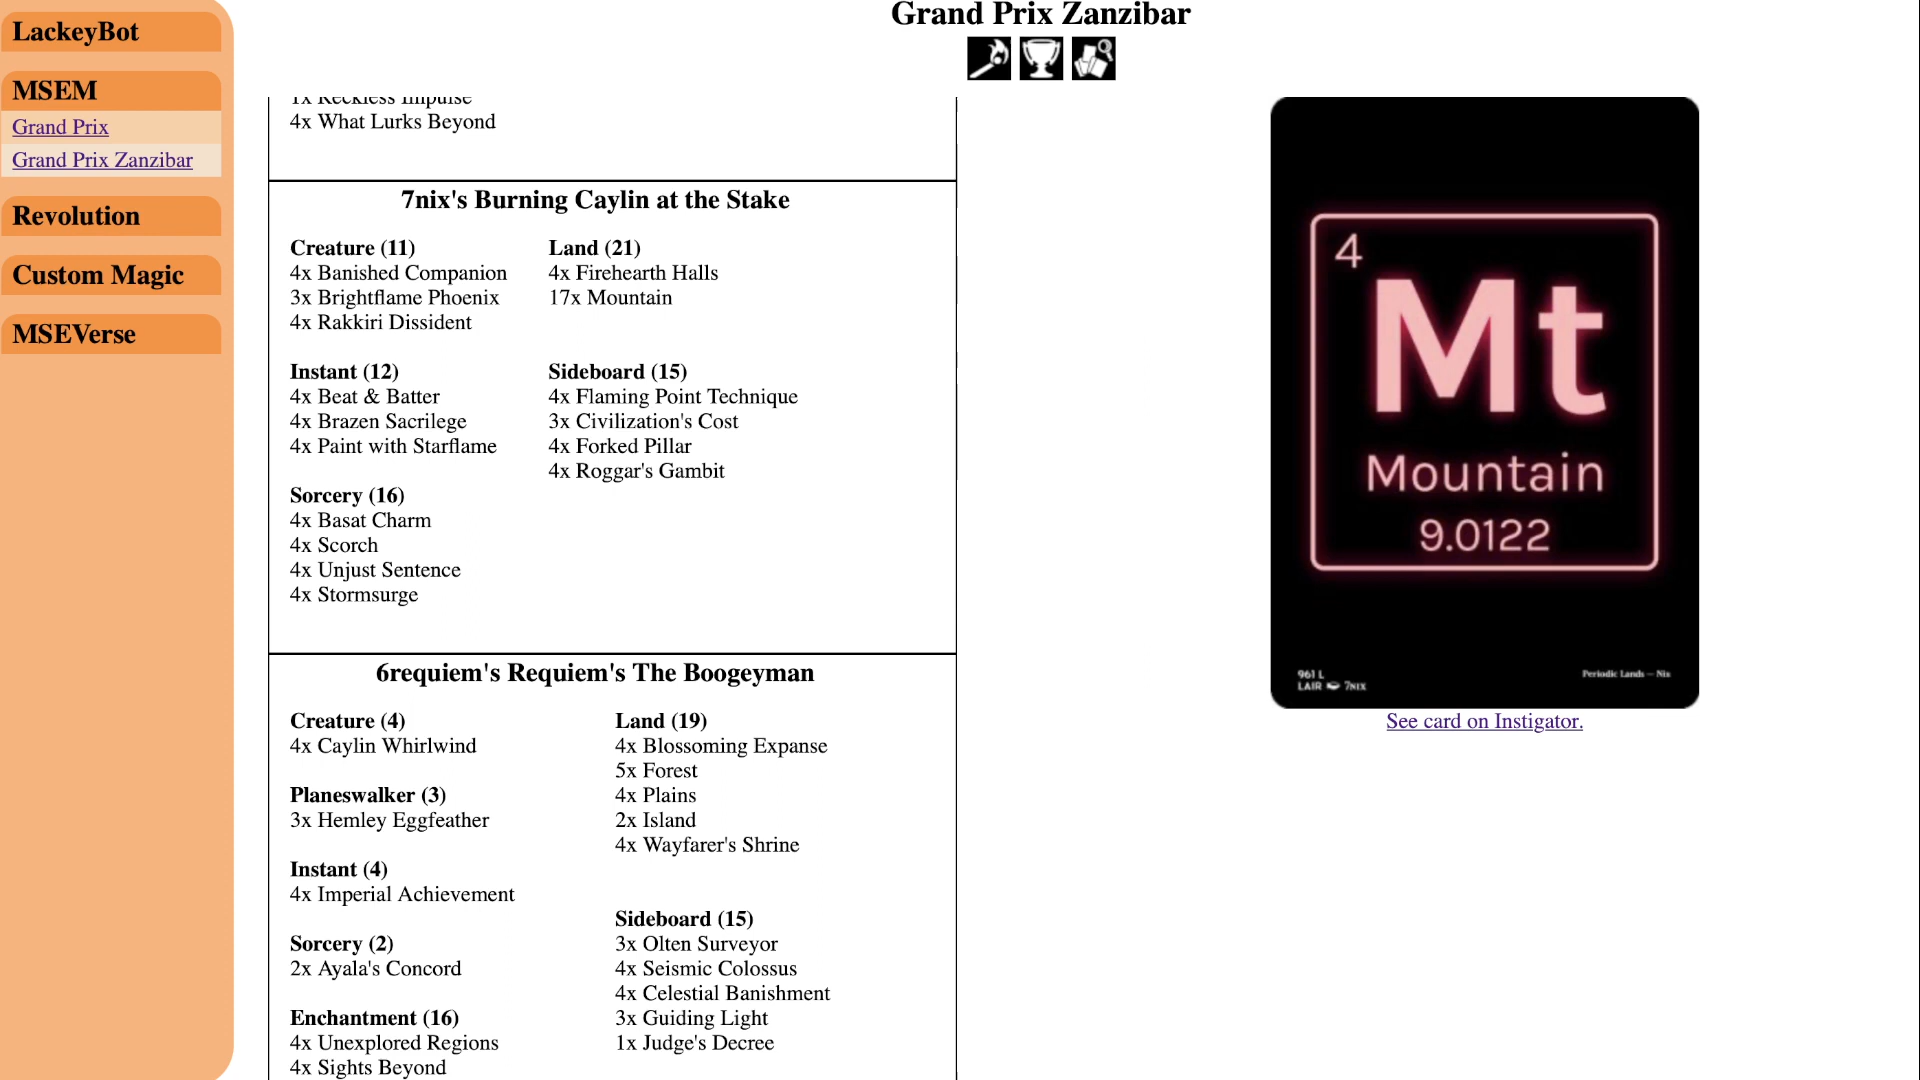 LackeyBot
MSEM
Grand Prix
Grand Prix Zanzibar
Revolution
Custom Magic
MSEVerse
Grand Prix Zanzibar
1x Reckless Impulse
4x What Lurks Beyond
7nix's Burning Caylin at the Stake
Creature (11)
4x Banished Companion
3x Brightflame Phoenix
4x Rakkiri Dissident
Instant (12)
4x Beat & Batter
4x Brazen Sacrilege
4x Paint with Starflame
Sorcery (16)
4x Basat Charm
4x Scorch
4x Unjust Sentence
4x Stormsurge
Land (21)
4x Firehearth Halls
17x Mountain
Sideboard (15)
4x Flaming Point Technique
3x Civilization's Cost
4x Forked Pillar
4x Roggar's Gambit
6requiem's Requiem's The Boogeyman
Creature (4)
4x Caylin Whirlwind
Planeswalker (3)
3x Hemley Eggfeather
Instant (4)
4x Imperial Achievement
Sorcery (2)
2x Ayala's Concord
Enchantment (16)
4x Unexplored Regions
4x Sights Beyond
Land (19)
4x Blossoming Expanse
5x Forest
4x Plains
2x Island
4x Wayfarer's Shrine
Sideboard (15)
3x Olten Surveyor
4x Seismic Colossus
4x Celestial Banishment
3x Guiding Light
1x Judge's Decree
4
Mt
Mountain
9.0122
961 L
LAIR 7NIX
Periodic Lands — Nix
See card on Instigator.